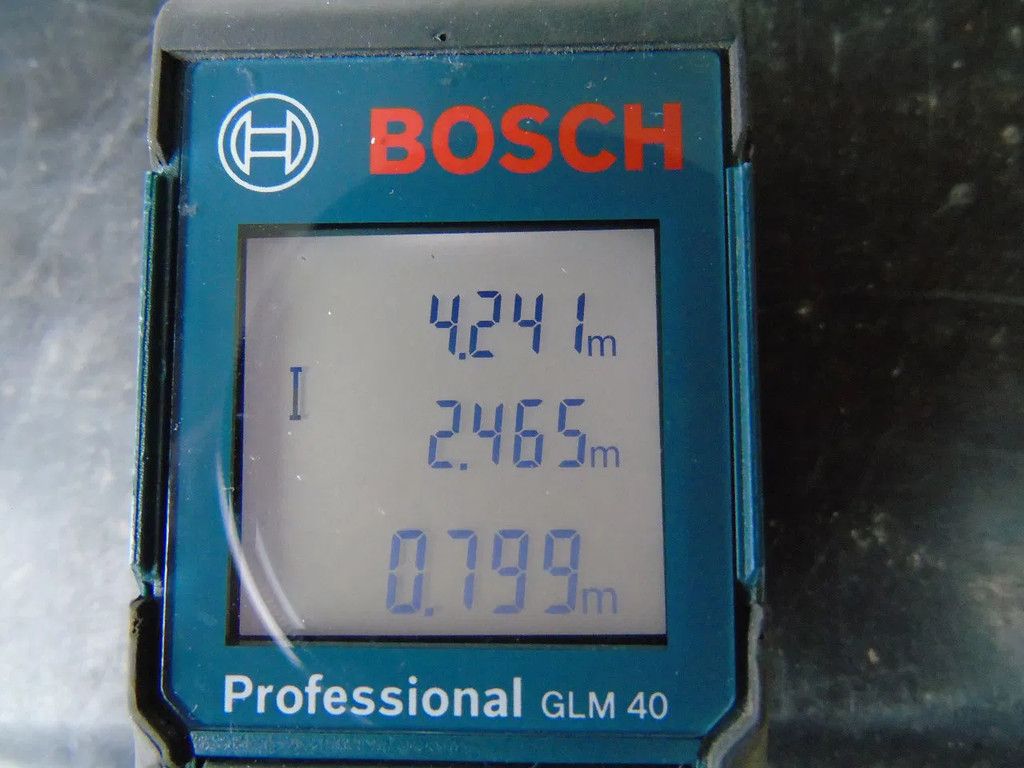 BOSCH
4.241m
2.465m
0.799m
Professional GLM 40